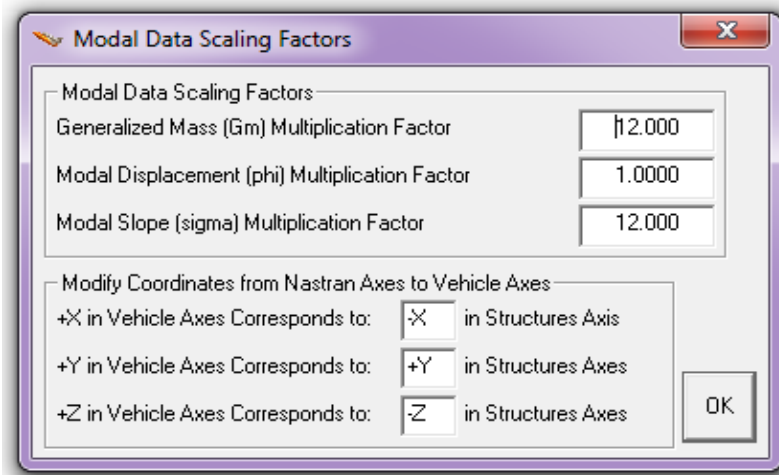 Modal Data Scaling Factors
Modal Data Scaling Factors
Generalized Mass (Gm) Multiplication Factor 12.000
Modal Displacement (phi) Multiplication Factor 1.0000
Modal Slope (sigma) Multiplication Factor 12.000
Modify Coordinates from Nastran Axes to Vehicle Axes
+X in Vehicle Axes Corresponds to: -X in Structures Axis
+Y in Vehicle Axes Corresponds to: +Y in Structures Axes
+Z in Vehicle Axes Corresponds to: -Z in Structures Axes
OK